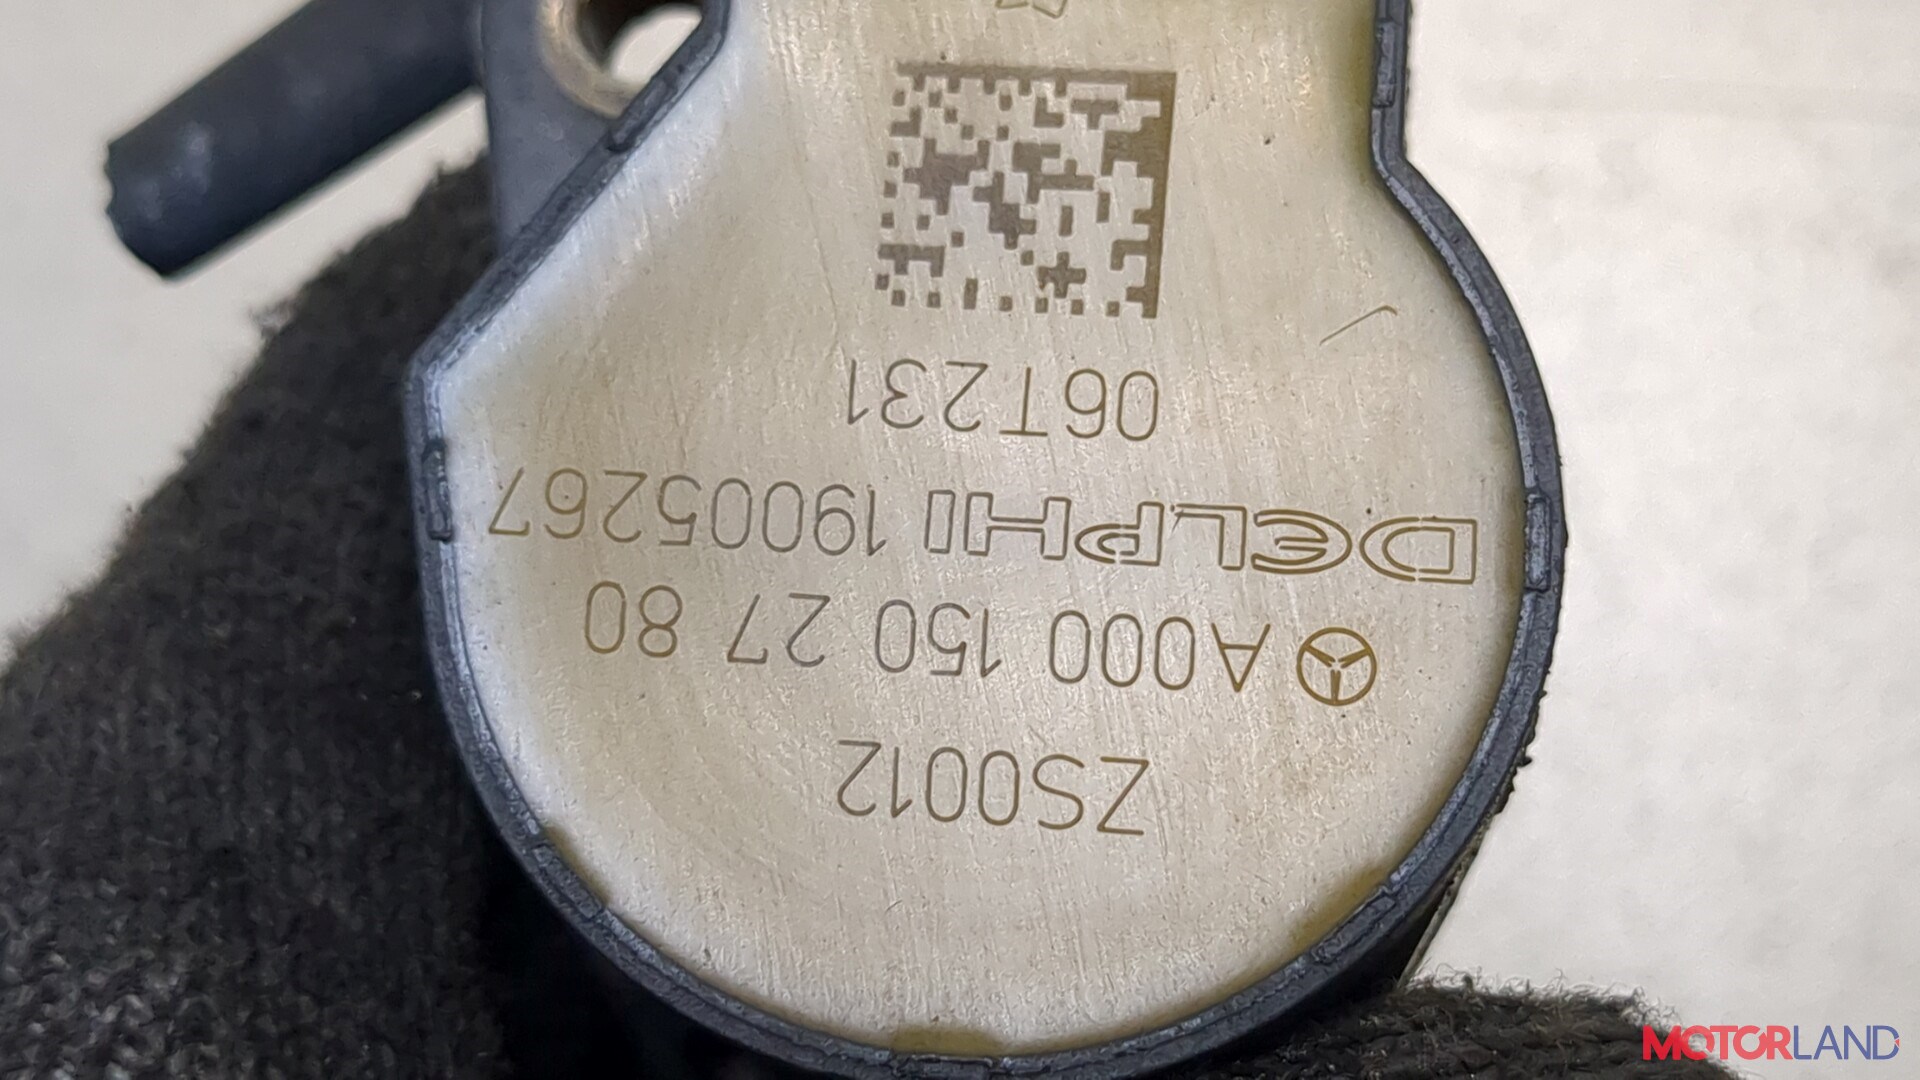 ZS0012
A000 150 27 80
DELPHI 19005267
06T231
MOTORLAND